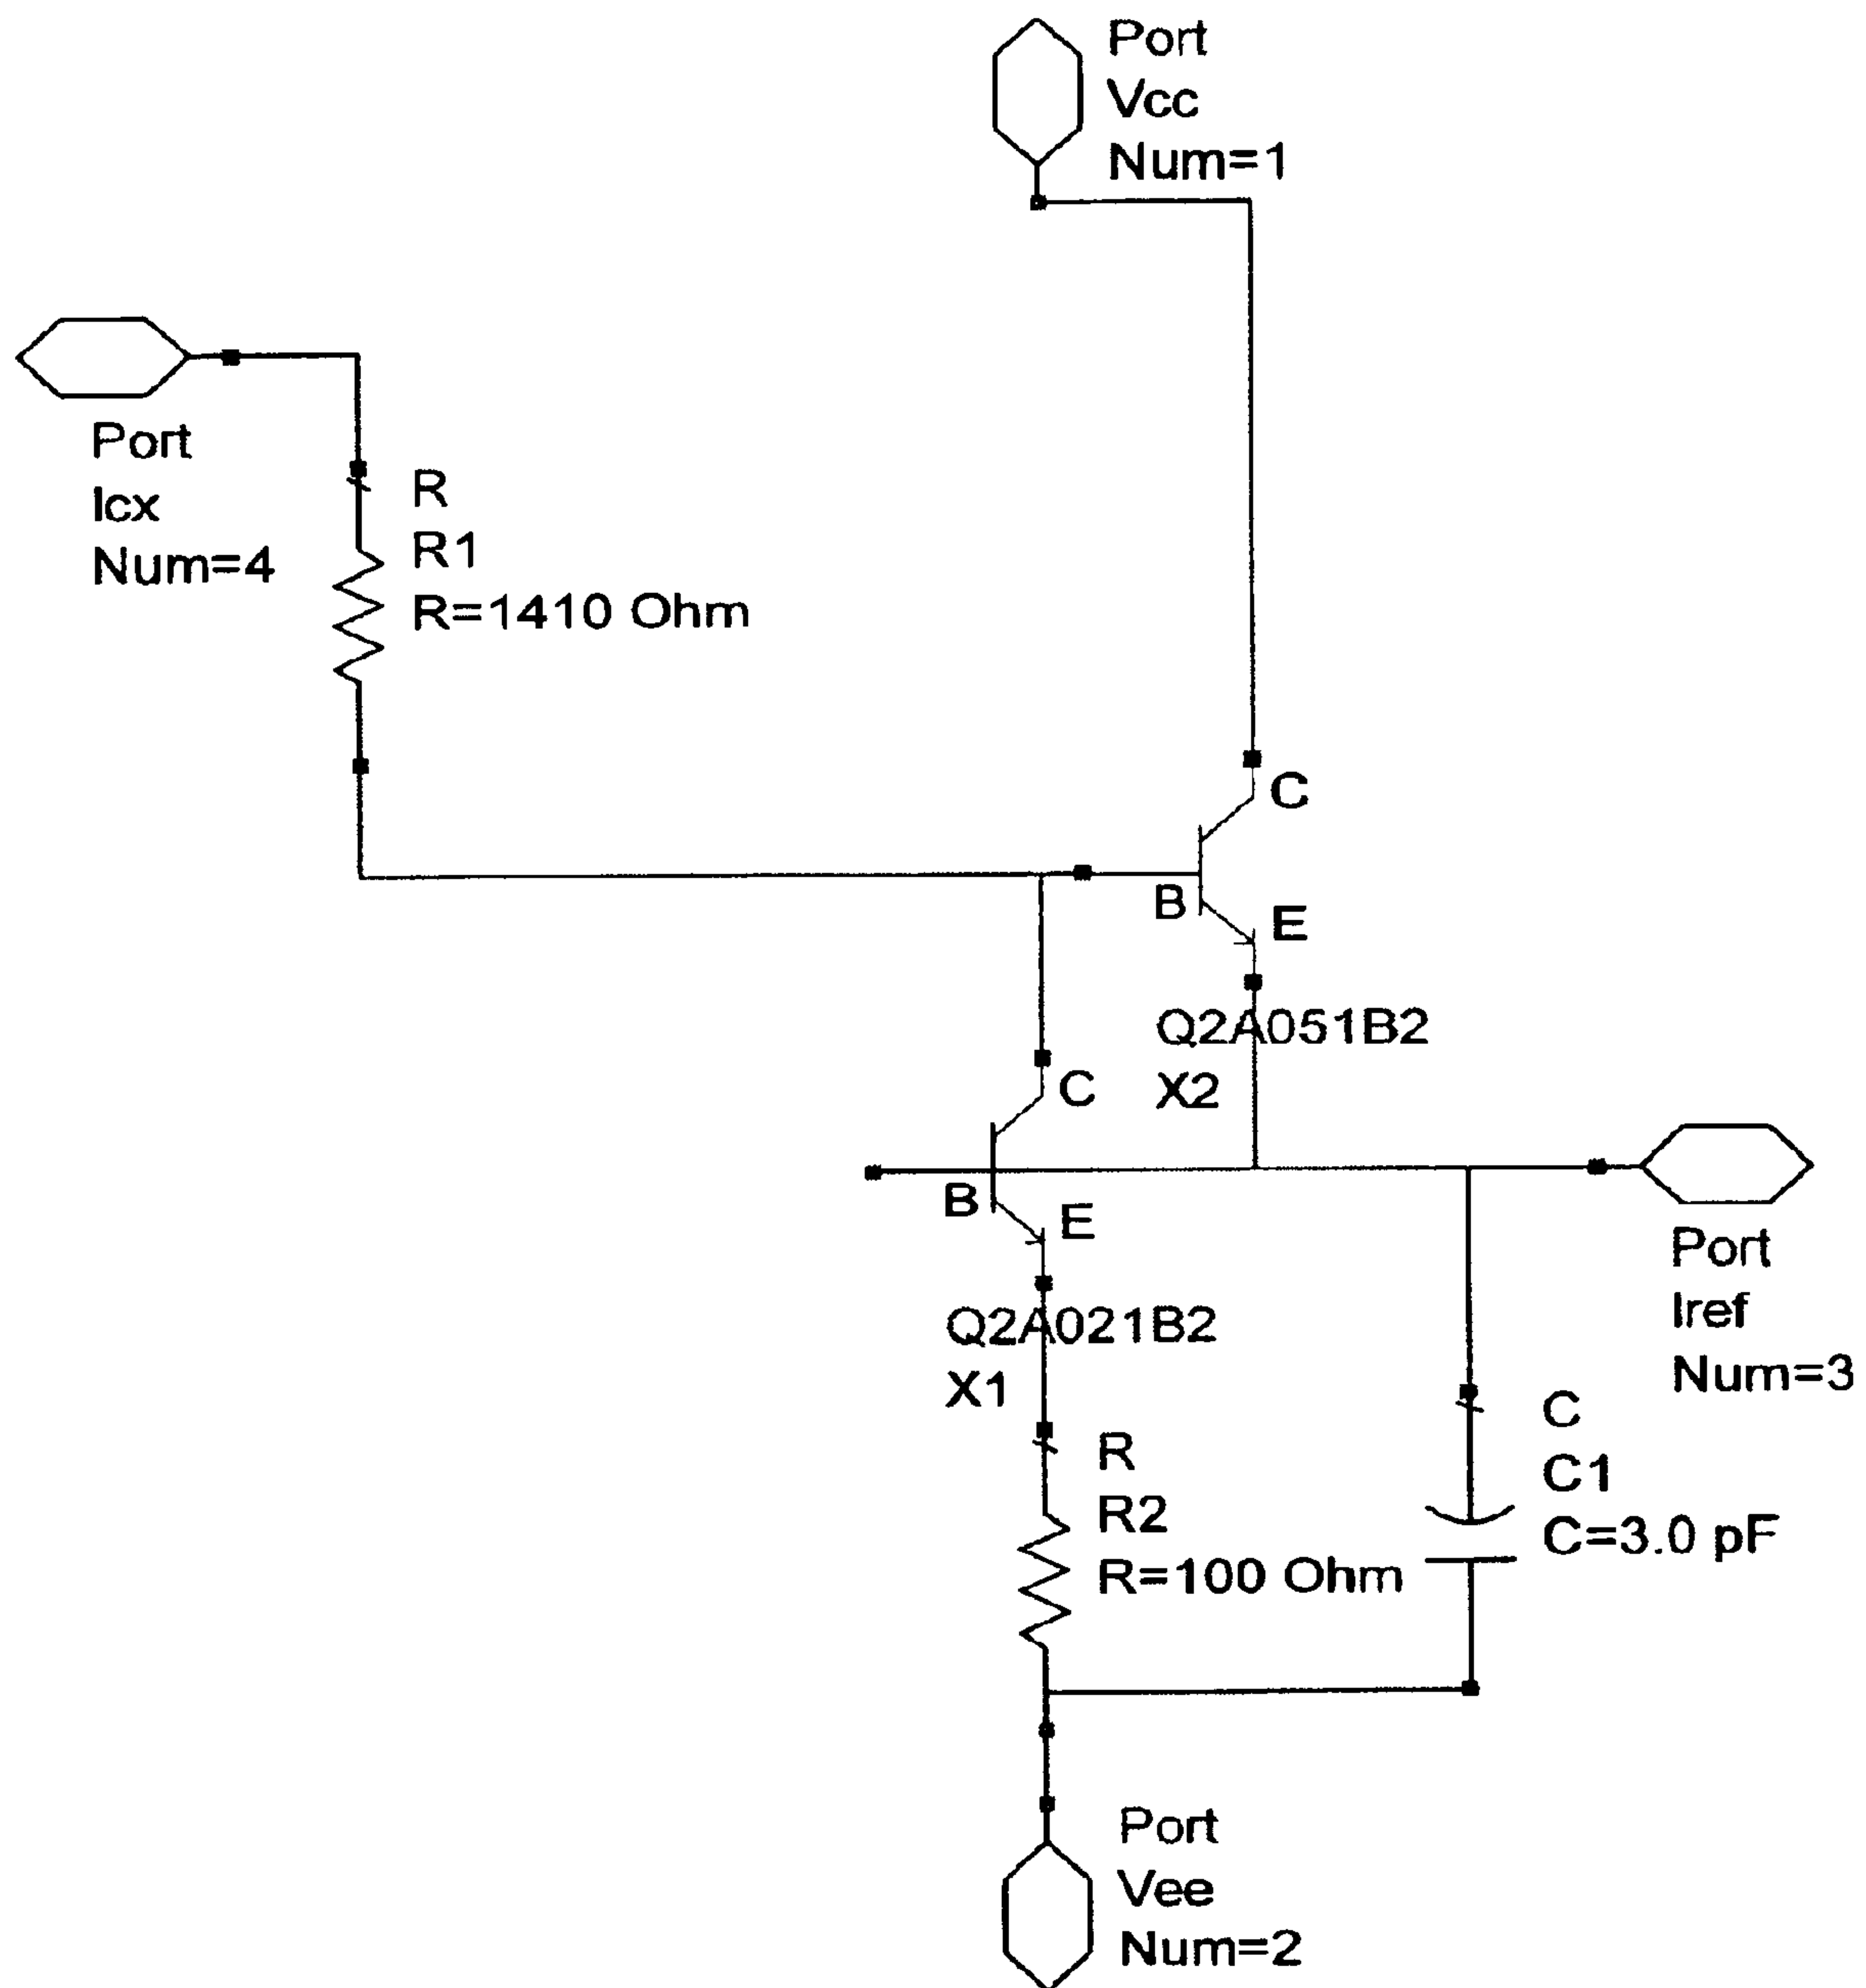 Port
Vcc
Num=1
Port
Icx
Num=4
R
R1
R=1410 Ohm
C
B
E
Q2A051B2
X2
C
B
E
Q2A021B2
X1
Port
Iref
Num=3
R
R2
R=100 Ohm
C
C1
C=3.0 pF
Port
Vee
Num=2